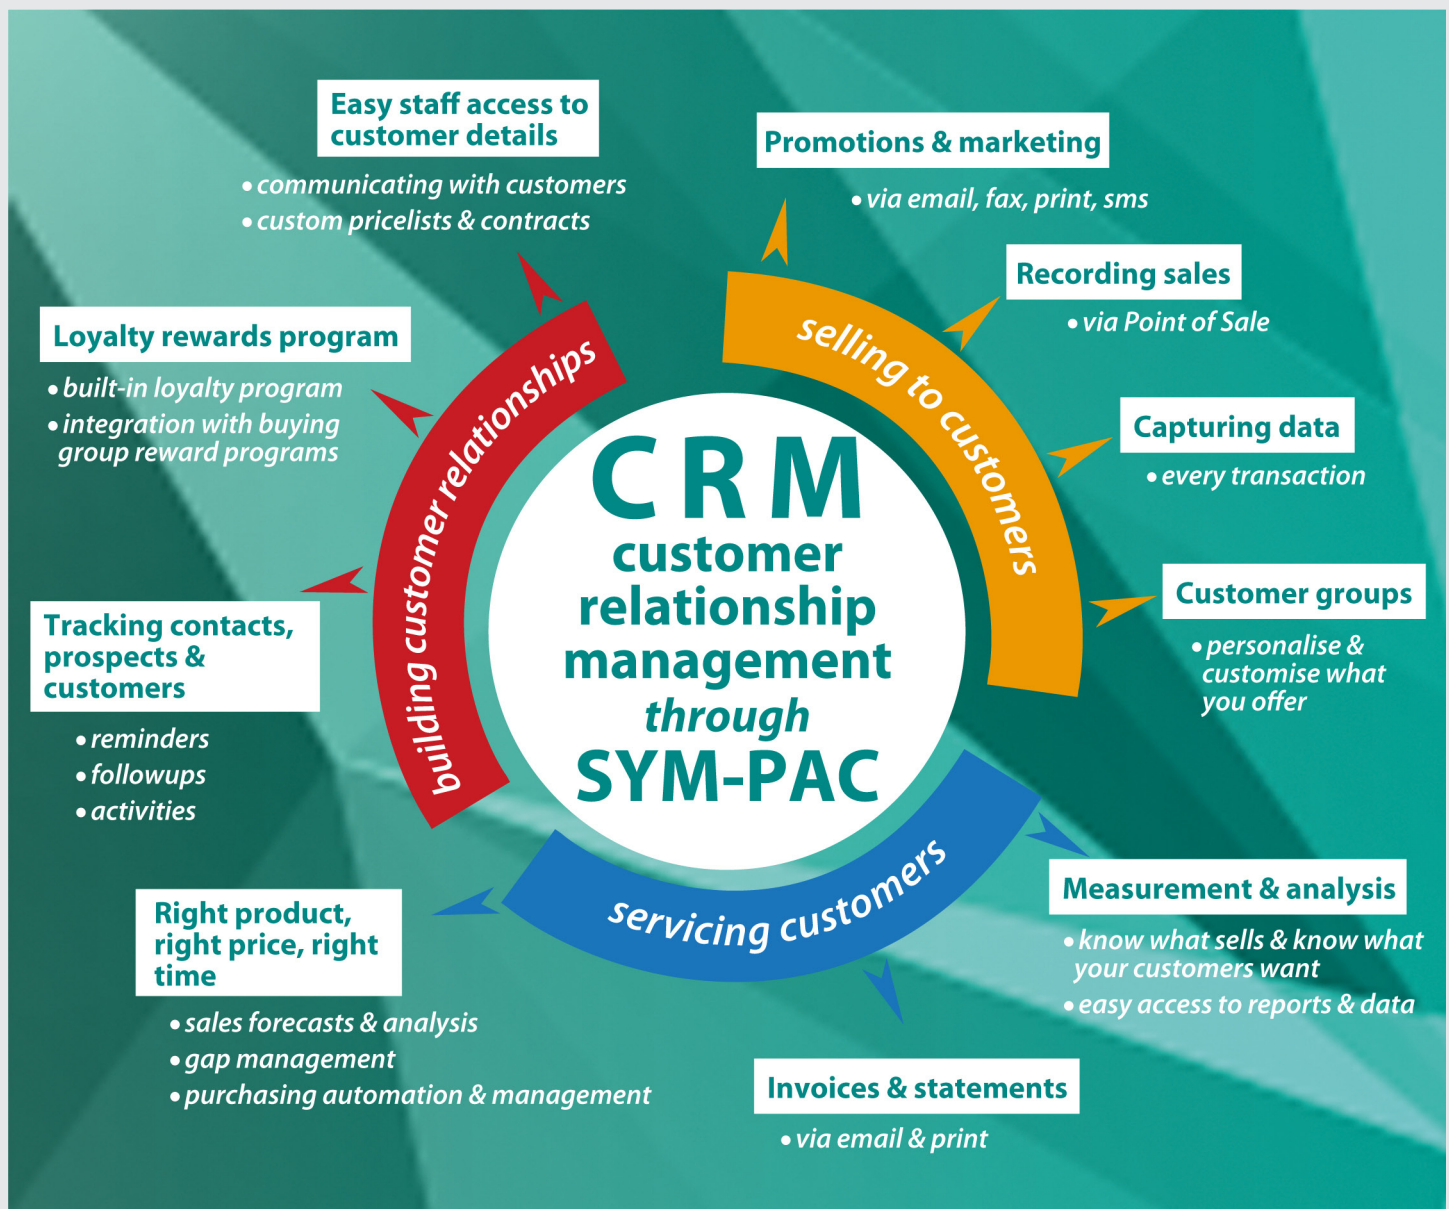 Easy staff access to
customer details
• communicating with customers
• custom pricelists & contracts
Promotions & marketing
• via email, fax, print, sms
Recording sales
• via Point of Sale
Loyalty rewards program
• built-in loyalty program
• integration with buying
group reward programs
Capturing data
• every transaction
Customer groups
• personalise &
customise what
you offer
Tracking contacts,
prospects &
customers
• reminders
• followups
• activities
building customer relationships
selling to customers
servicing customers
CRM
customer
relationship
management
through
SYM-PAC
Measurement & analysis
• know what sells & know what
your customers want
• easy access to reports & data
Right product,
right price, right
time
• sales forecasts & analysis
• gap management
• purchasing automation & management
Invoices & statements
• via email & print